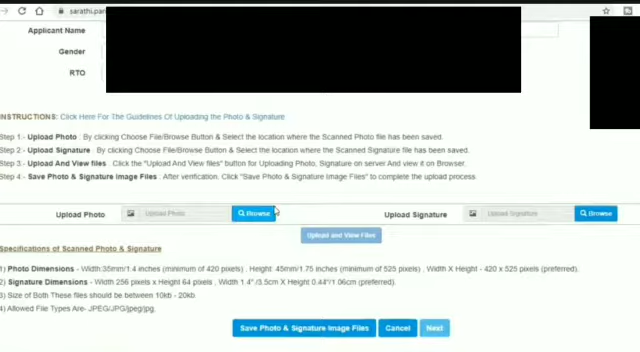 sarathi.par
Applicant Name
Gender
RTO
INSTRUCTIONS: Click Here For The Guidelines Of Uploading the Photo & Signature
Step 1:- Upload Photo : By clicking Choose File/Browse Button & Select the location where the Scanned Photo file has been saved.
Step 2:- Upload Signature : By clicking Choose File/Browse Button & Select the location where the Scanned Signature file has been saved.
Step 3:- Upload And View files : Click the "Upload and View files" button for Uploading Photo, Signature on server And view it on Browser.
Step 4:- Save Photo & Signature Image Files : After verification, Click "Save Photo & Signature Image Files" to complete the upload process
Upload Photo Upload Photo Browse Upload Signature Upload Signature Browse
Upload and View Files
Specifications of Scanned Photo & Signature
1) Photo Dimensions - Width:35mm/1.4 inches (minimum of 420 pixels) . Height: 45mm/1.75 inches (minimum of 525 pixels) , Width X Height - 420 x 525 pixels (preferred).
2) Signature Dimensions - Width 256 pixels x Height 64 pixels , Width 1.4"/3.5cm X Height 0.44"/1.06cm (preferred).
3) Size of Both These files should be between 10kb - 20kb
4) Allowed File Types Are- JPEG/JPG/jpeg/jpg.
Save Photo & Signature Image Files Cancel Next